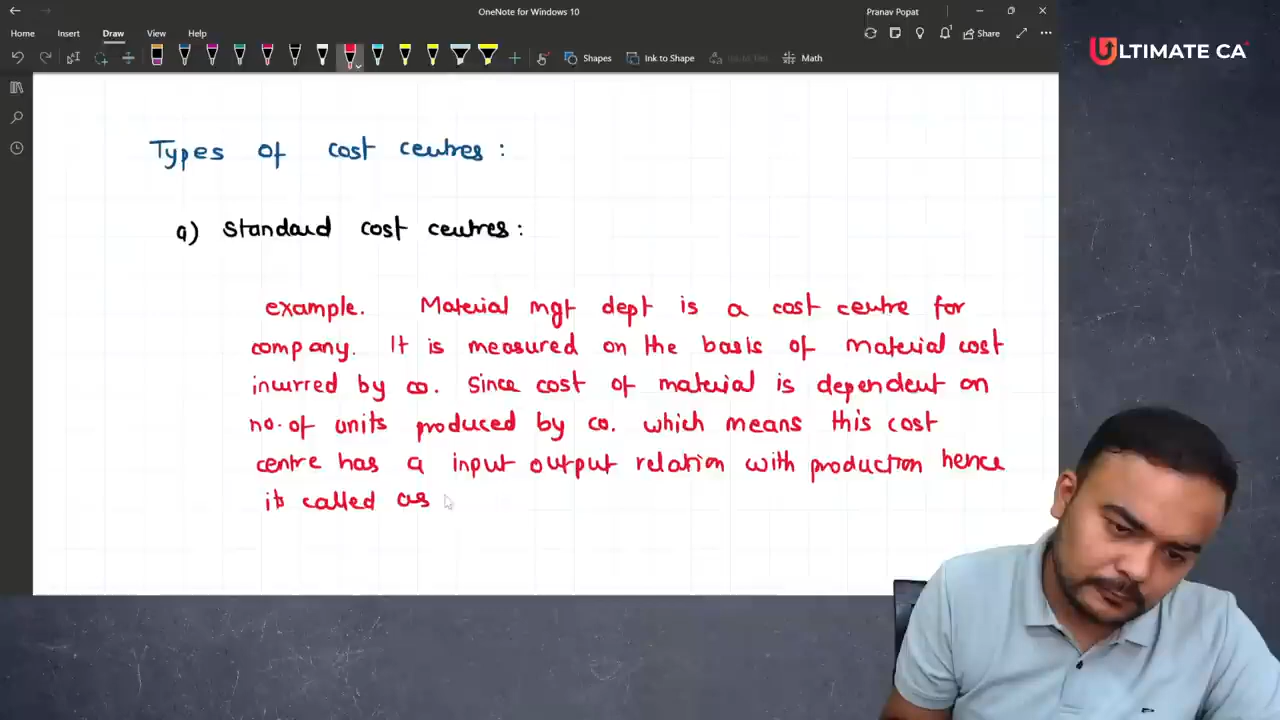 OneNote for Windows 10
Pranav Popat
Home Insert Draw View Help
Share
Shapes Ink to Shape Math
ULTIMATE CA
Types of cost centres :
a) standard cost centres :
example. Material mgt dept is a cost centre for
company. It is measured on the basis of material cost
incurred by co. Since cost of material is dependent on
no. of units produced by co. which means this cost
centre has a input output relation with production hence
it called as